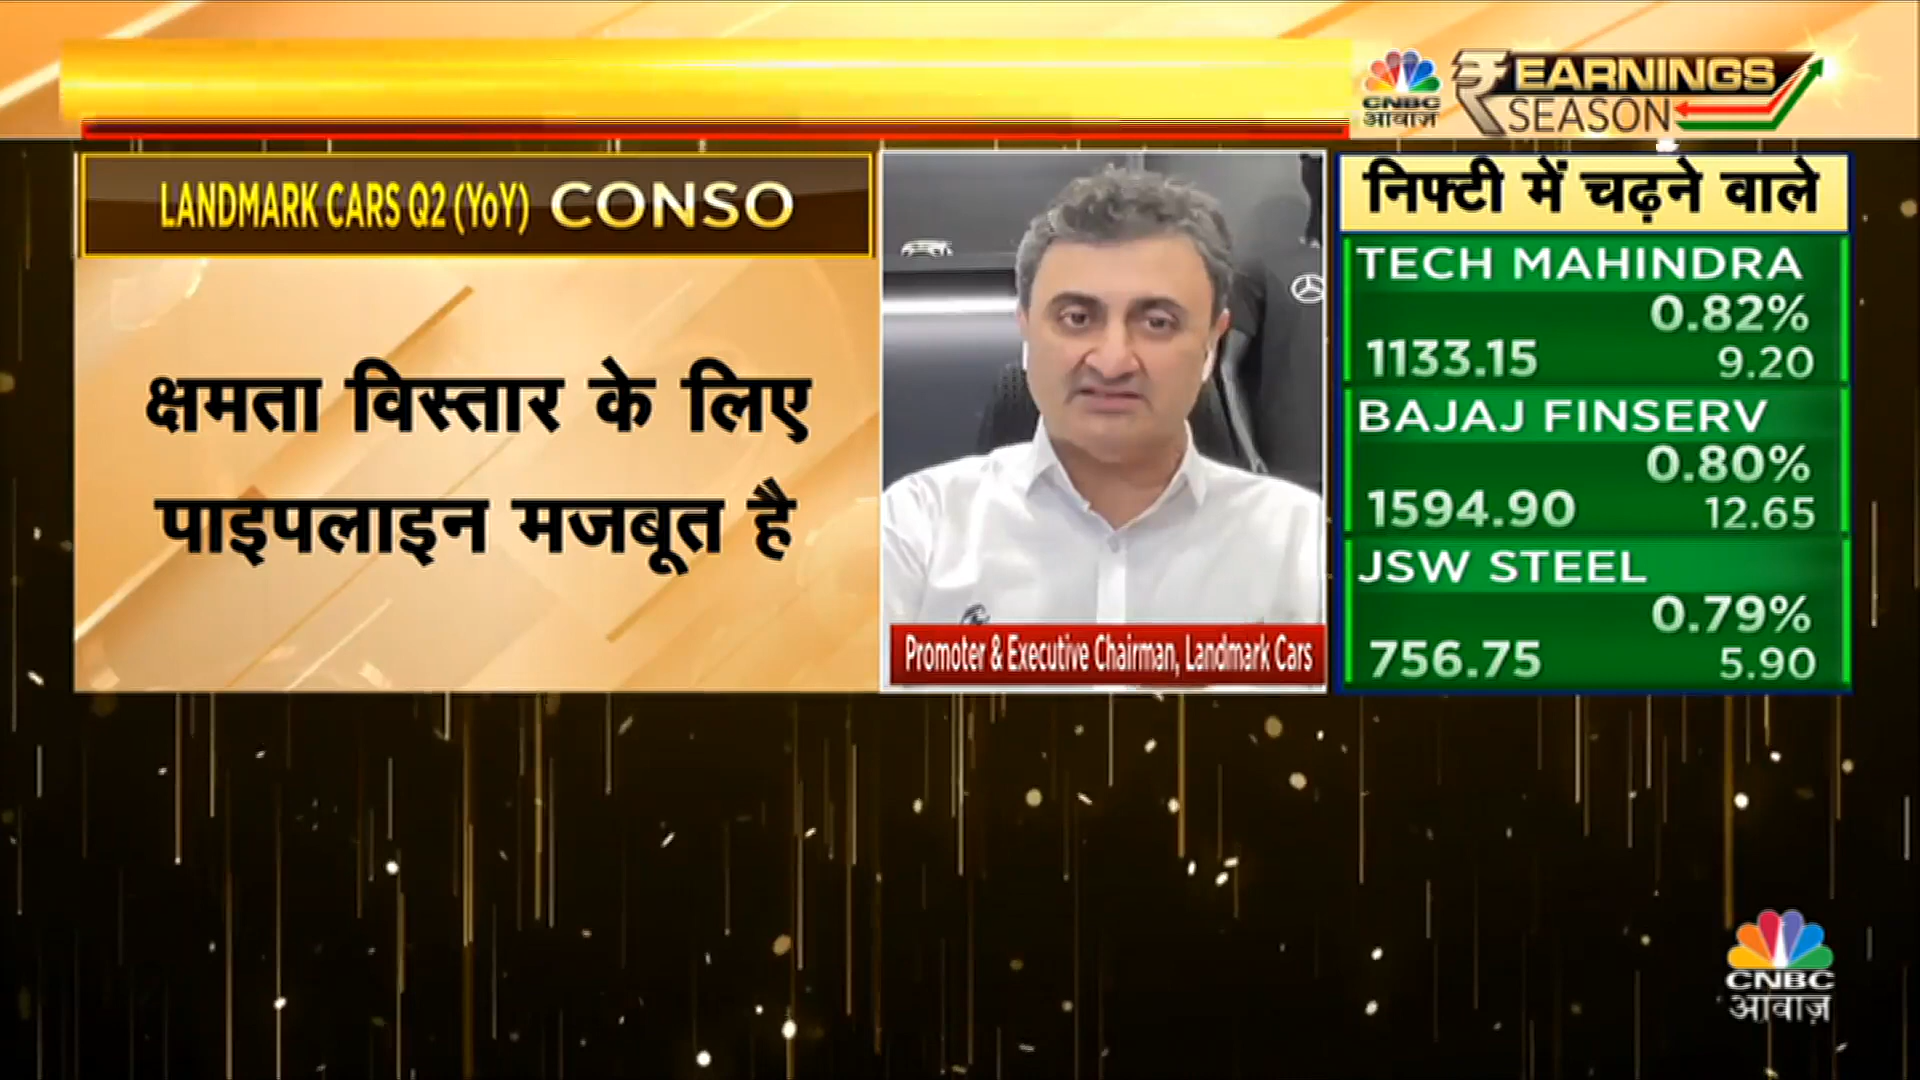 CNBC
आवाज़
₹ EARNINGS
SEASON
LANDMARK CARS Q2 (YoY) CONSO
क्षमता विस्तार के लिए
पाइपलाइन मजबूत है
Promoter & Executive Chairman, Landmark Cars
निफ्टी में चढ़ने वाले
TECH MAHINDRA
0.82%
1133.15 9.20
BAJAJ FINSERV
0.80%
1594.90 12.65
JSW STEEL
0.79%
756.75 5.90
CNBC
आवाज़